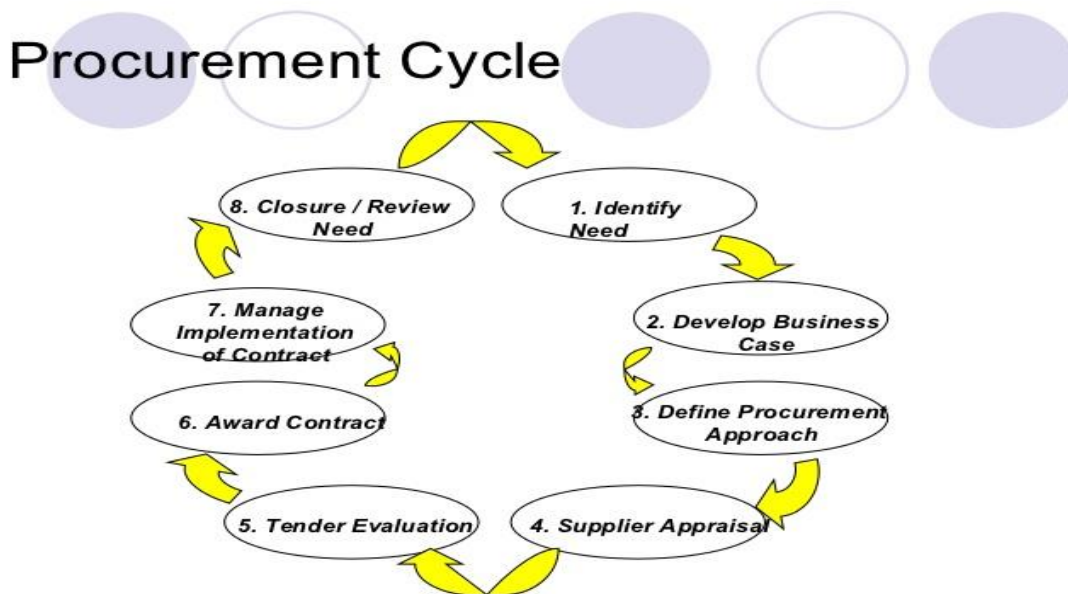 Procurement Cycle
1. Identify
Need
2. Develop Business
Case
3. Define Procurement
Approach
4. Supplier Appraisal
5. Tender Evaluation
6. Award Contract
7. Manage
Implementation
of Contract
8. Closure / Review
Need